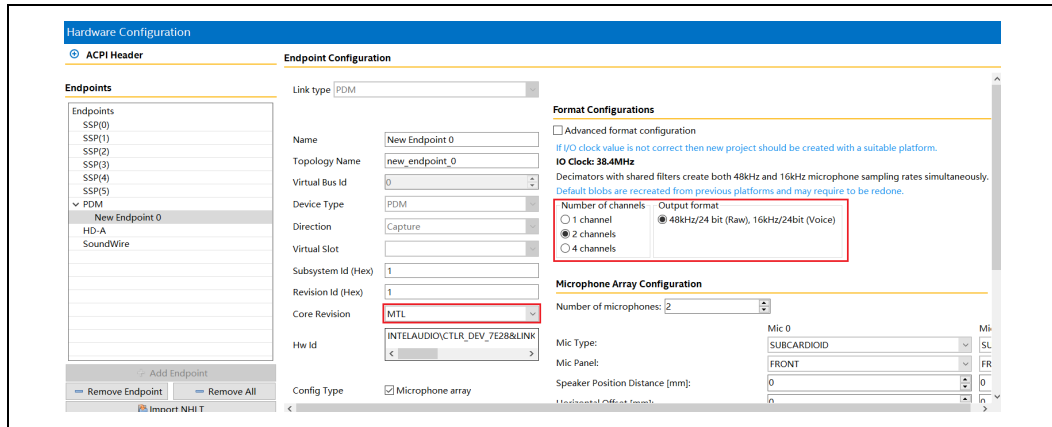 Hardware Configuration
ACPI Header
Endpoints
Endpoints
SSP(0)
SSP(1)
SSP(2)
SSP(3)
SSP(4)
SSP(5)
PDM
New Endpoint 0
HD-A
SoundWire
Add Endpoint
Remove Endpoint
Remove All
Import NHLT
Endpoint Configuration
Link type PDM
Name New Endpoint 0
Topology Name new_endpoint_0
Virtual Bus Id 0
Device Type PDM
Direction Capture
Virtual Slot
Subsystem Id (Hex) 1
Revision Id (Hex) 1
Core Revision MTL
Hw Id INTELAUDIO\CTLR_DEV_7E28&LINK
Config Type Microphone array
Format Configurations
Advanced format configuration
If I/O clock value is not correct then new project should be created with a suitable platform.
IO Clock: 38.4MHz
Decimators with shared filters create both 48kHz and 16kHz microphone sampling rates simultaneously.
Default blobs are recreated from previous platforms and may require to be redone.
Number of channels
1 channel
2 channels
4 channels
Output format
48kHz/24 bit (Raw), 16kHz/24bit (Voice)
Microphone Array Configuration
Number of microphones: 2
Mic 0 Mi
Mic Type: SUBCARDIOID SU
Mic Panel: FRONT FR
Speaker Position Distance [mm]: 0 0
Horizontal Offset [mm]: 0 0